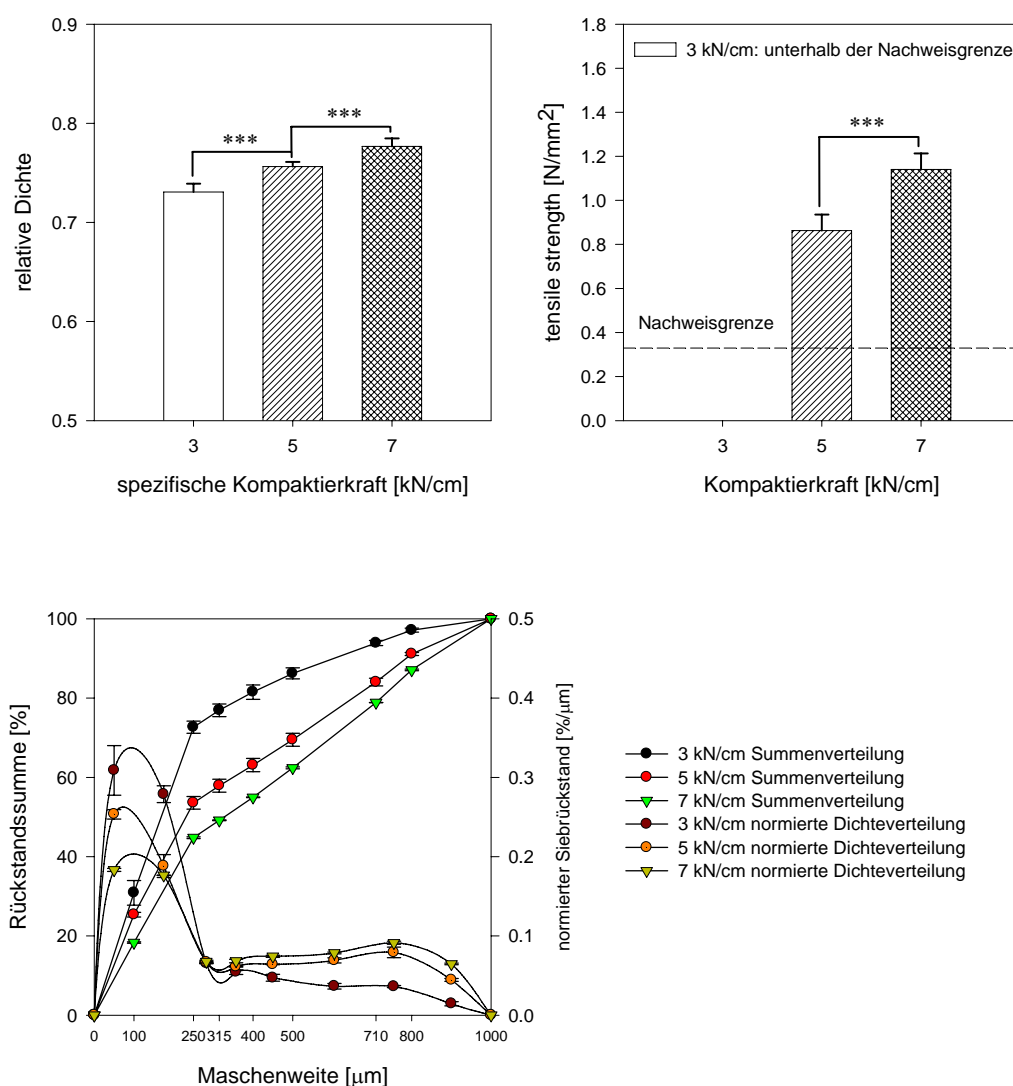 0.9
0.8
0.7
0.6
0.5
relative Dichte
***
***
3 5 7
spezifische Kompaktierkraft [kN/cm]
1.8
1.6
1.4
1.2
1.0
0.8
0.6
0.4
0.2
0.0
tensile strength [N/mm²]
3 kN/cm: unterhalb der Nachweisgrenze
***
Nachweisgrenze
3 5 7
Kompaktierkraft [kN/cm]
100
80
60
40
20
0
Rückstandssumme [%]
0.5
0.4
0.3
0.2
0.1
0.0
normierter Siebrückstand [%/µm]
0 100 250 315 400 500 710 800 1000
Maschenweite [µm]
3 kN/cm Summenverteilung
5 kN/cm Summenverteilung
7 kN/cm Summenverteilung
3 kN/cm normierte Dichteverteilung
5 kN/cm normierte Dichteverteilung
7 kN/cm normierte Dichteverteilung